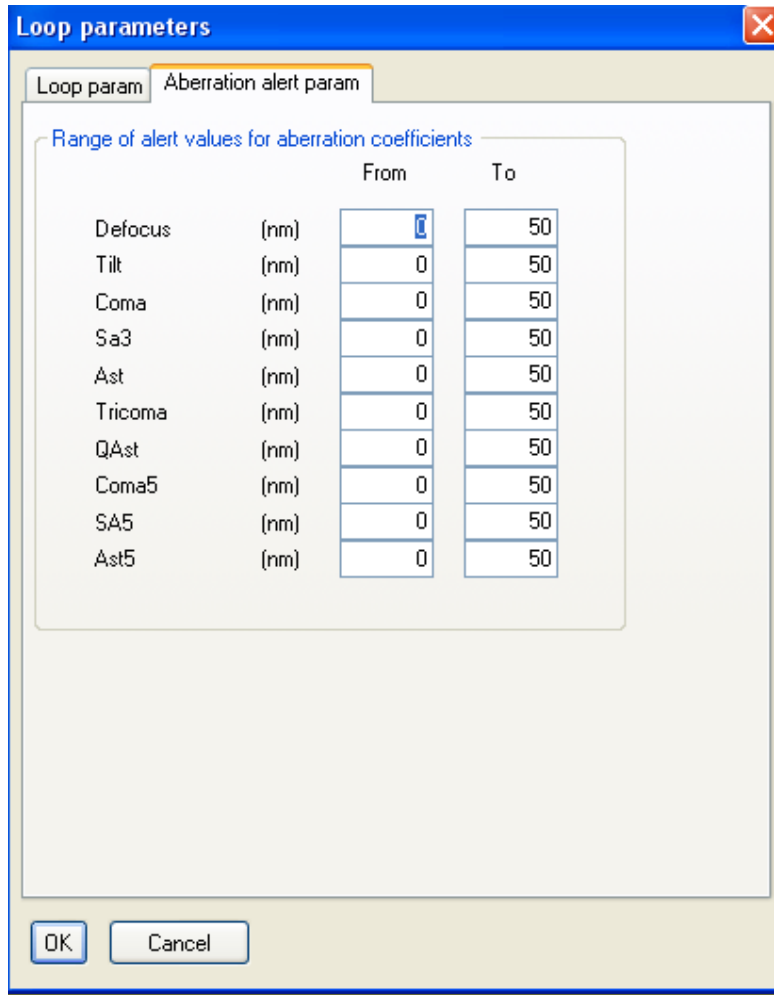 Loop parameters
Loop param Aberration alert param
Range of alert values for aberration coefficients
From To
Defocus (nm) 0 50
Tilt (nm) 0 50
Coma (nm) 0 50
Sa3 (nm) 0 50
Ast (nm) 0 50
Tricoma (nm) 0 50
QAst (nm) 0 50
Coma5 (nm) 0 50
SA5 (nm) 0 50
Ast5 (nm) 0 50
OK Cancel